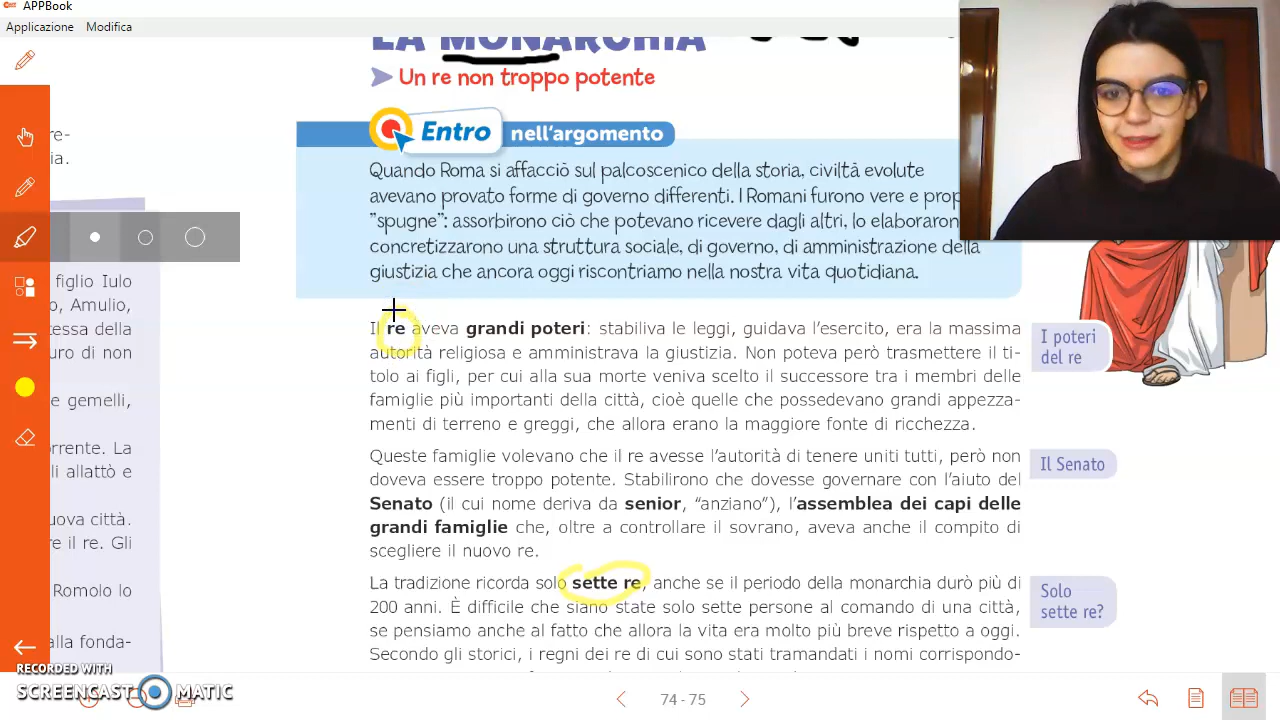 APPBook
Applicazione Modifica
LA MONARCHIA
Un re non troppo potente
Entro nell'argomento
Quando Roma si affacciò sul palcoscenico della storia, civiltà evolute
avevano provato forme di governo differenti. I Romani furono vere e prop
"spugne": assorbirono ciò che potevano ricevere dagli altri, lo elaboraron
concretizzarono una struttura sociale, di governo, di amministrazione della
giustizia che ancora oggi riscontriamo nella nostra vita quotidiana.
Il re aveva grandi poteri: stabiliva le leggi, guidava l'esercito, era la massima
autorità religiosa e amministrava la giustizia. Non poteva però trasmettere il ti-
tolo ai figli, per cui alla sua morte veniva scelto il successore tra i membri delle
famiglie più importanti della città, cioè quelle che possedevano grandi appezza-
menti di terreno e greggi, che allora erano la maggiore fonte di ricchezza.
I poteri
del re
Queste famiglie volevano che il re avesse l'autorità di tenere uniti tutti, però non
doveva essere troppo potente. Stabilirono che dovesse governare con l'aiuto del
Senato (il cui nome deriva da senior, "anziano"), l'assemblea dei capi delle
grandi famiglie che, oltre a controllare il sovrano, aveva anche il compito di
scegliere il nuovo re.
Il Senato
La tradizione ricorda solo sette re, anche se il periodo della monarchia durò più di
200 anni. È difficile che siano state solo sette persone al comando di una città,
se pensiamo anche al fatto che allora la vita era molto più breve rispetto a oggi.
Secondo gli storici, i regni dei re di cui sono stati tramandati i nomi corrispondo-
Solo
sette re?
re-
ia.
figlio Iulo
o, Amulio,
tessa della
uro di non
e gemelli,
orrente. La
li allattò e
uova città.
e il re. Gli
Romolo lo
alla fonda-
RECORDED WITH
SCREENCAST MATIC
74 - 75